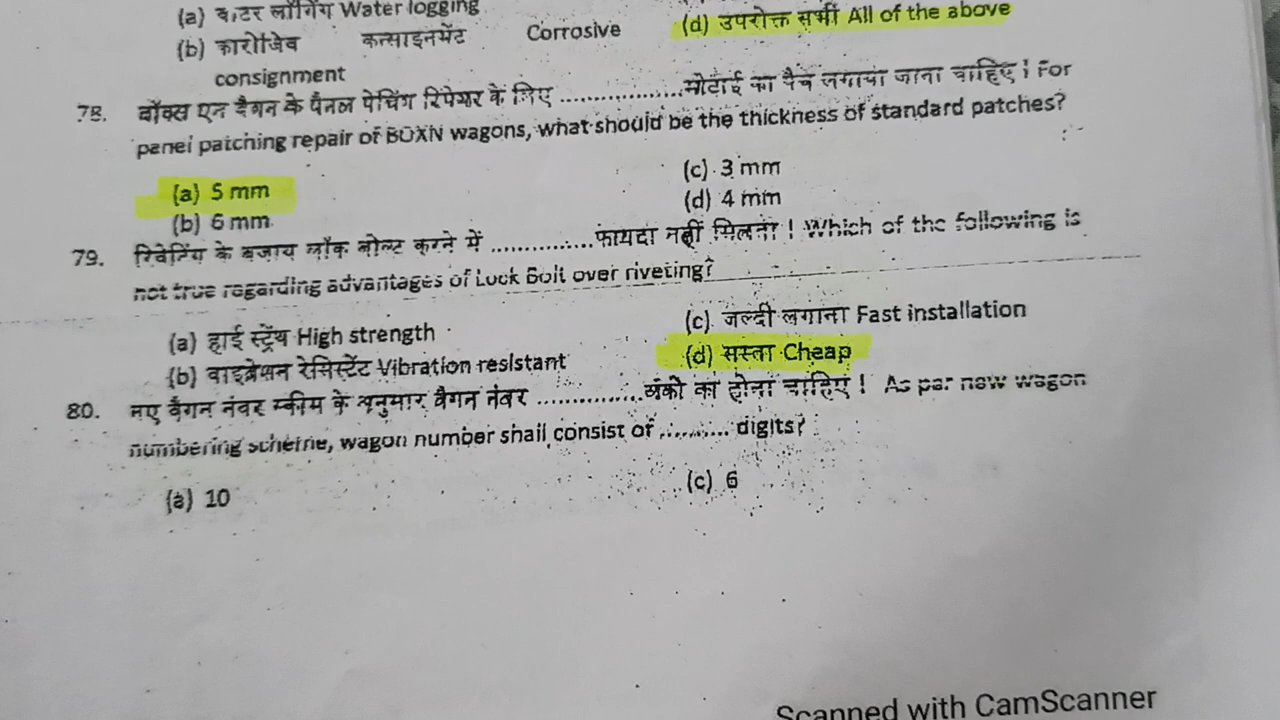 (a) वाटर लॉगिंग Water logging
(d) उपरोक्त सभी All of the above
(b) कारोजिव कन्साइनमेंट Corrosive
consignment
78. बॉक्स एन वैगन के पैनल पेचिंग रिपेयर के लिए ..................मोटाई का पैच लगाया जाना चाहिए ! For
panel patching repair of BOXN wagons, what should be the thickness of standard patches?
(a) 5 mm
(c) 3 mm
(b) 6 mm
(d) 4 mm
79. रिवेटिंग के बजाय लॉक बोल्ट करने में ...............फायदा नहीं मिलता ! Which of the following is
not true regarding advantages of Lock Bolt over riveting?
(a) हाई स्ट्रेंथ High strength
(c) जल्दी लगाना Fast installation
(b) वाइब्रेशन रेसिस्टेंट Vibration resistant
(d) सस्ता Cheap
80. नए वैगन नंबर स्कीम के अनुसार वैगन नंबर ...............अंको का होना चाहिए ! As per new wagon
numbering scheme, wagon number shall consist of .......... digits?
(a) 10
(c) 6
Scanned with CamScanner